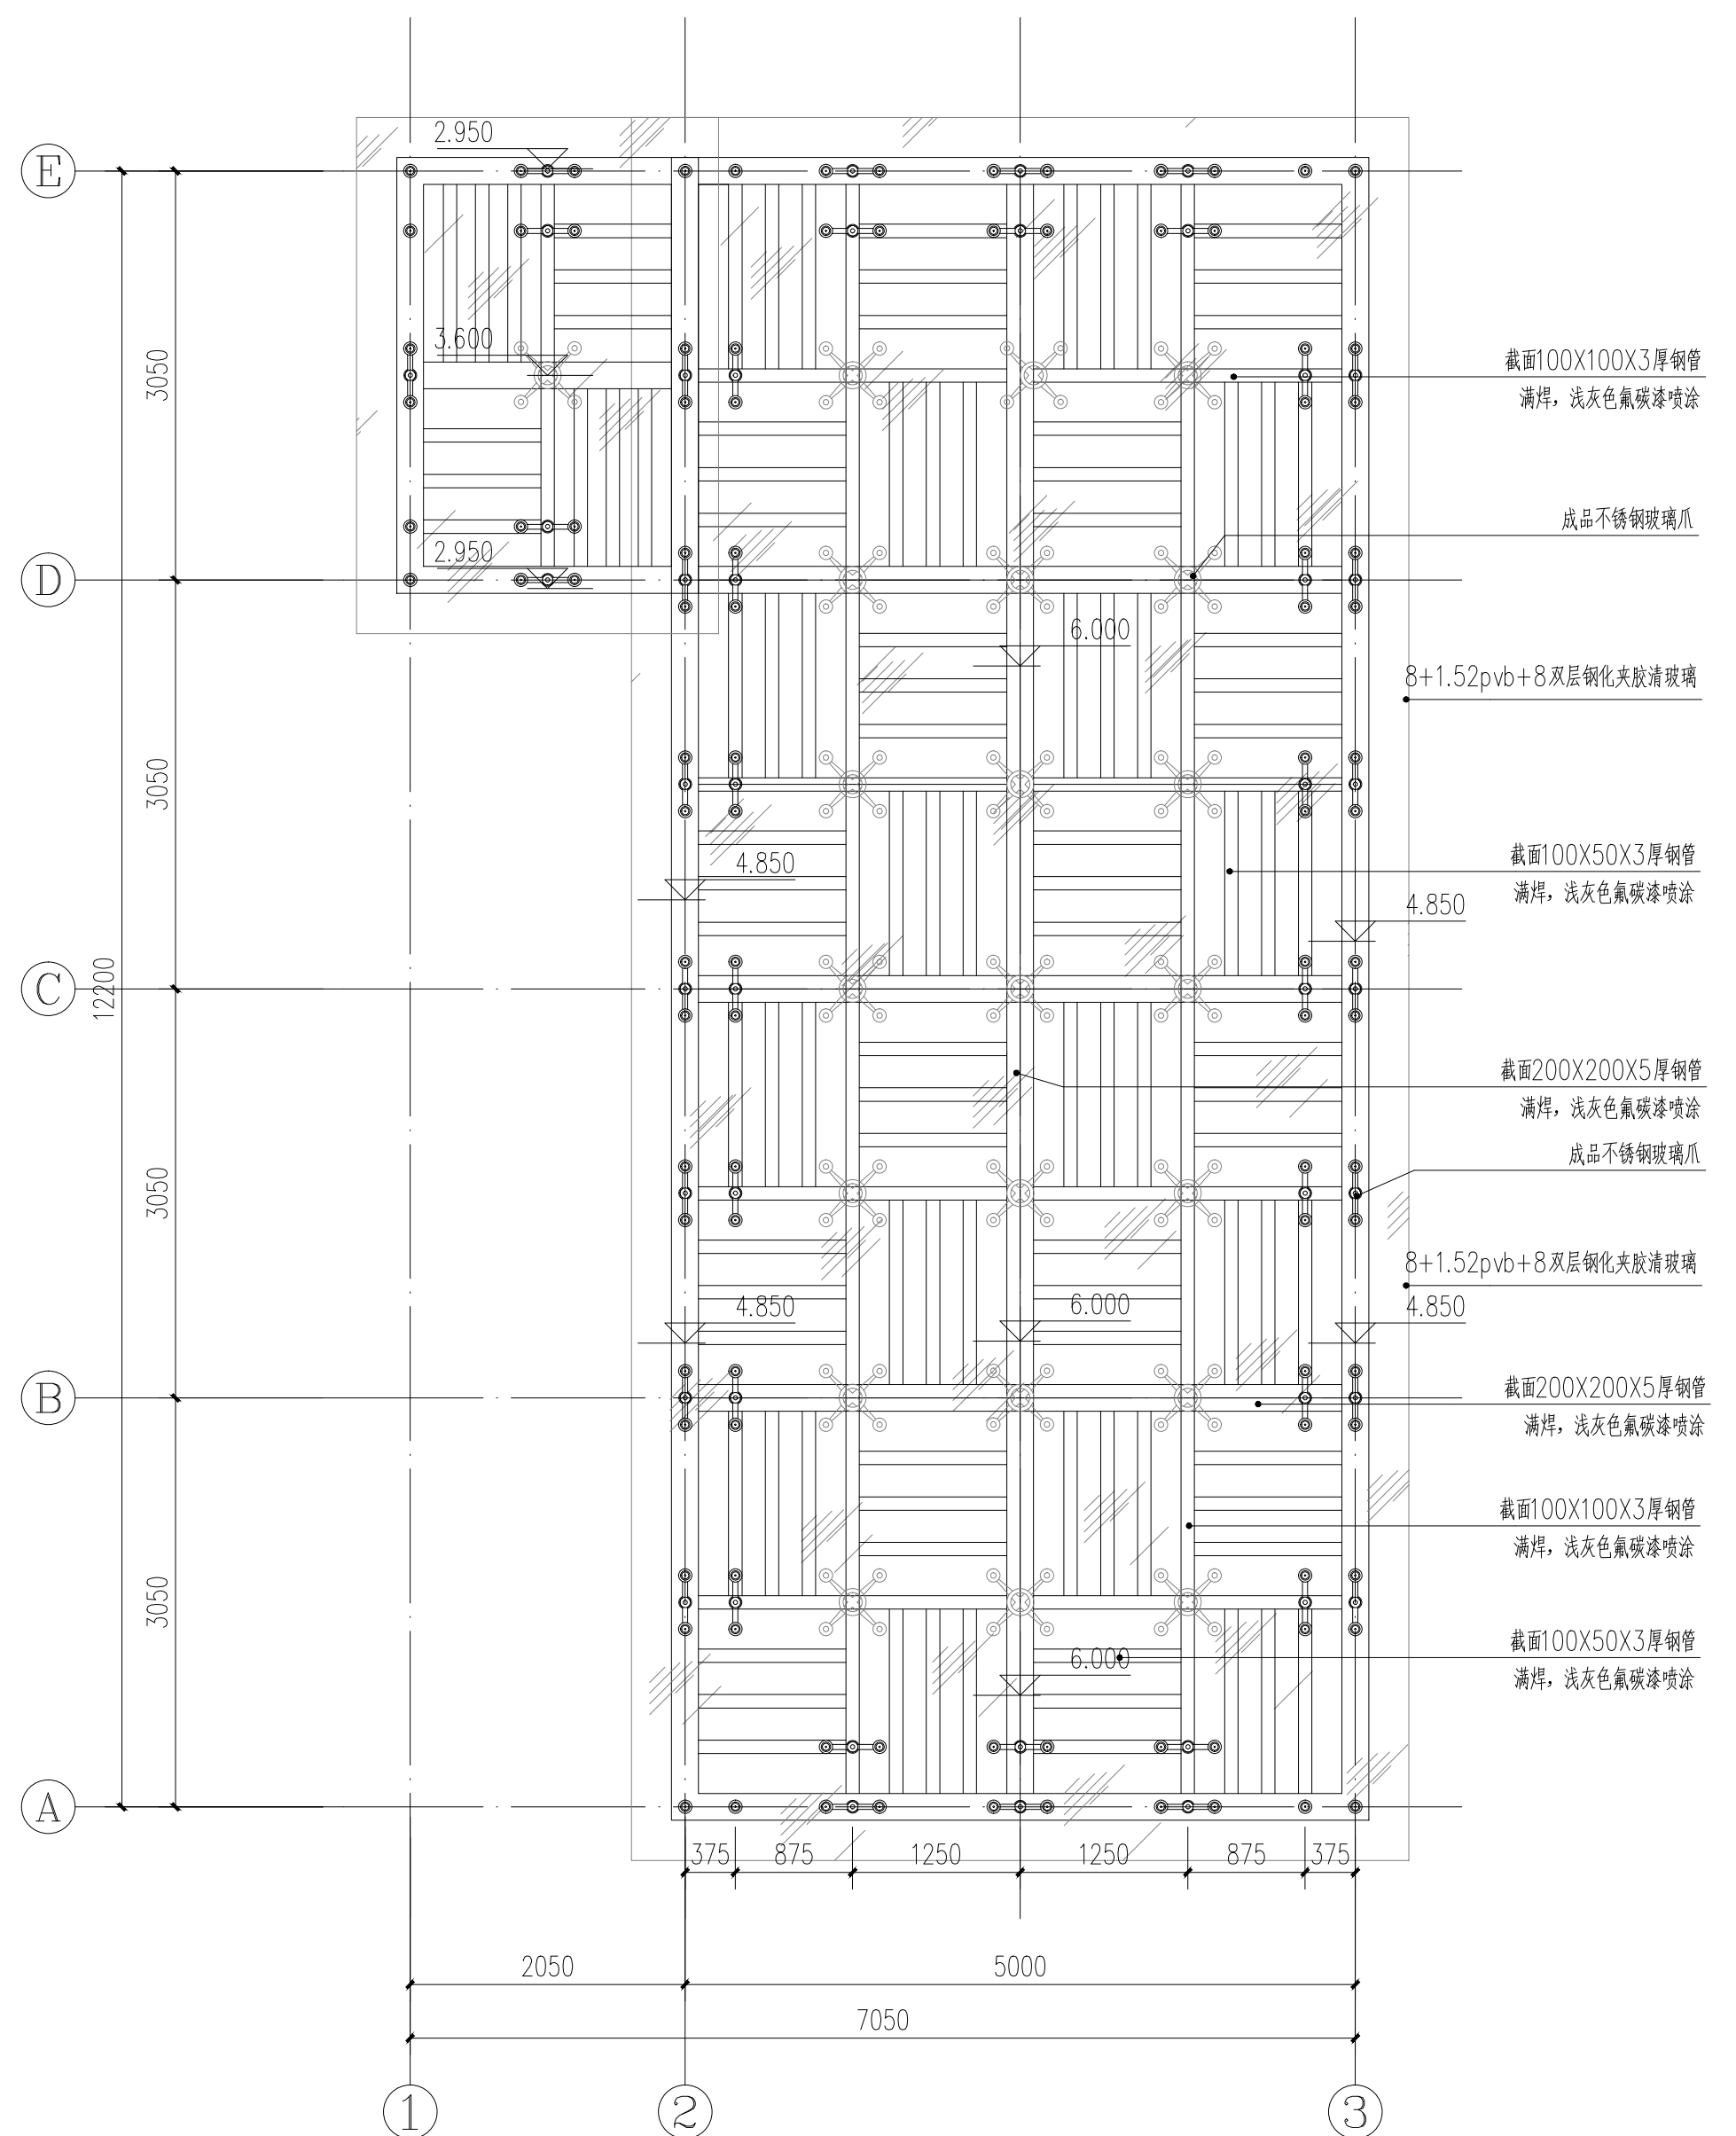 2.950
E
3.600
3050
截面100X100X3厚钢管
满焊，浅灰色氟碳漆喷涂
成品不锈钢玻璃爪
2.950
D
6.000
8+1.52pvb+8双层钢化夹胶清玻璃
3050
4.850
截面100X50X3厚钢管
满焊，浅灰色氟碳漆喷涂
4.850
C
12200
截面200X200X5厚钢管
满焊，浅灰色氟碳漆喷涂
成品不锈钢玻璃爪
3050
8+1.52pvb+8双层钢化夹胶清玻璃
4.850
6.000
4.850
B
截面200X200X5厚钢管
满焊，浅灰色氟碳漆喷涂
截面100X100X3厚钢管
满焊，浅灰色氟碳漆喷涂
3050
截面100X50X3厚钢管
6.000
满焊，浅灰色氟碳漆喷涂
A
375 875 1250 1250 875 375
2050 5000
7050
1 2 3